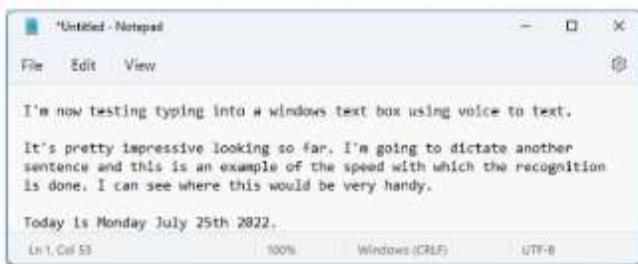 *Untitled - Notepad
File Edit View
I'm now testing typing into a windows text box using voice to text.
It's pretty impressive looking so far. I'm going to dictate another
sentence and this is an example of the speed with which the recognition
is done. I can see where this would be very handy.
Today is Monday July 25th 2022.
Ln 1, Col 53 100% Windows (CRLF) UTF-8